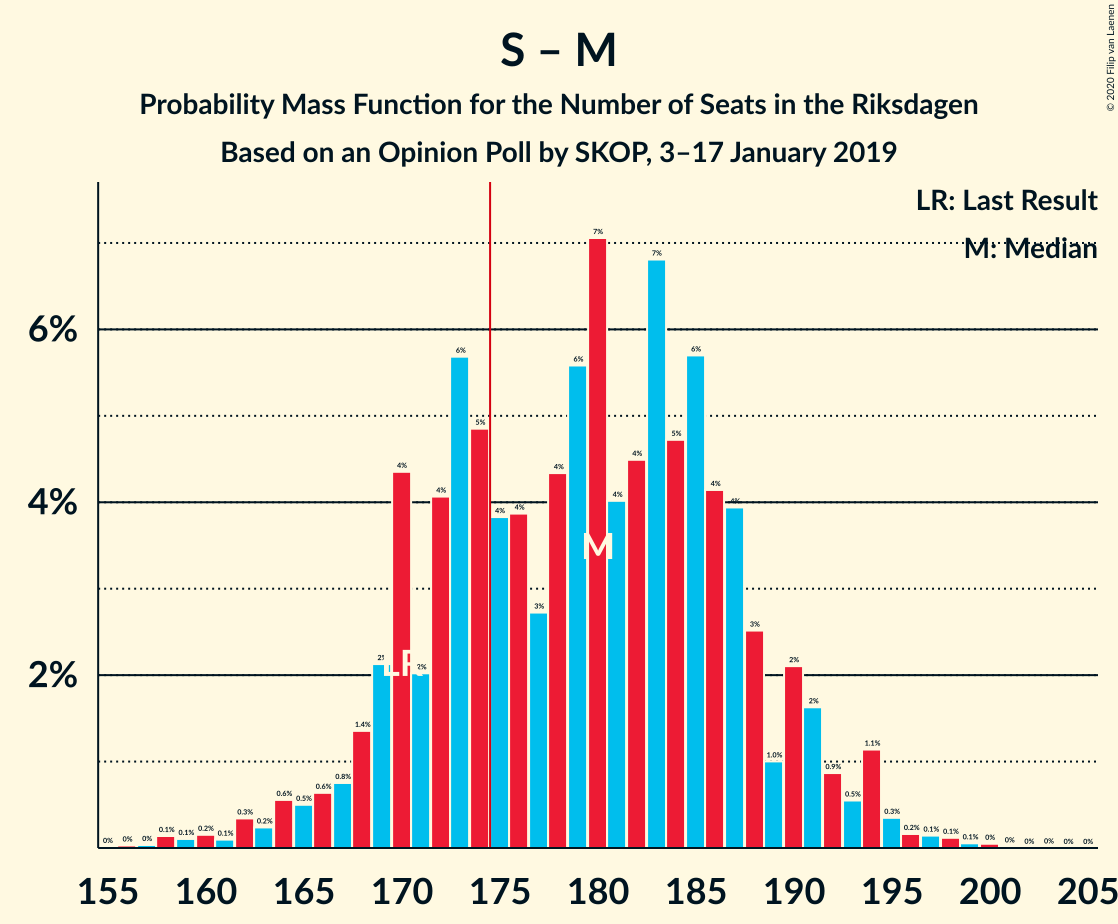 © 2020 Filip van Laenen
S – M
Probability Mass Function for the Number of Seats in the Riksdagen
Based on an Opinion Poll by SKOP, 3–17 January 2019
LR: Last Result
M: Median
6%
4%
2%
0% 0% 0% 0.1% 0.1% 0.2% 0.1% 0.3% 0.2% 0.6% 0.5% 0.6% 0.8% 1.4% 2% 4% 2% 4% 6% 5% 4% 4% 3% 4% 6% 7% 4% 4% 7% 5% 6% 4% 4% 3% 1.0% 2% 2% 0.9% 0.5% 1.1% 0.3% 0.2% 0.1% 0.1% 0.1% 0% 0% 0% 0% 0% 0%
M
LR
155 160 165 170 175 180 185 190 195 200 205